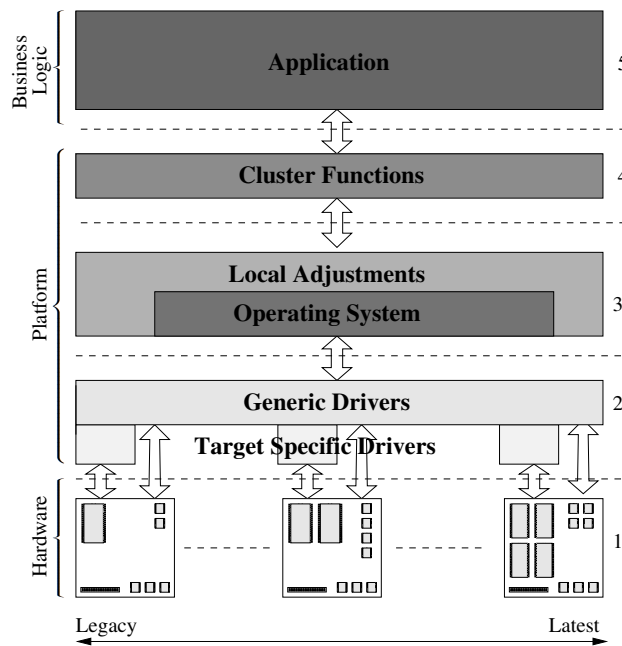 Business
Logic
Application
5
Cluster Functions
4
Platform
Local Adjustments
Operating System
3
Generic Drivers
2
Target Specific Drivers
Hardware
1
Legacy
Latest